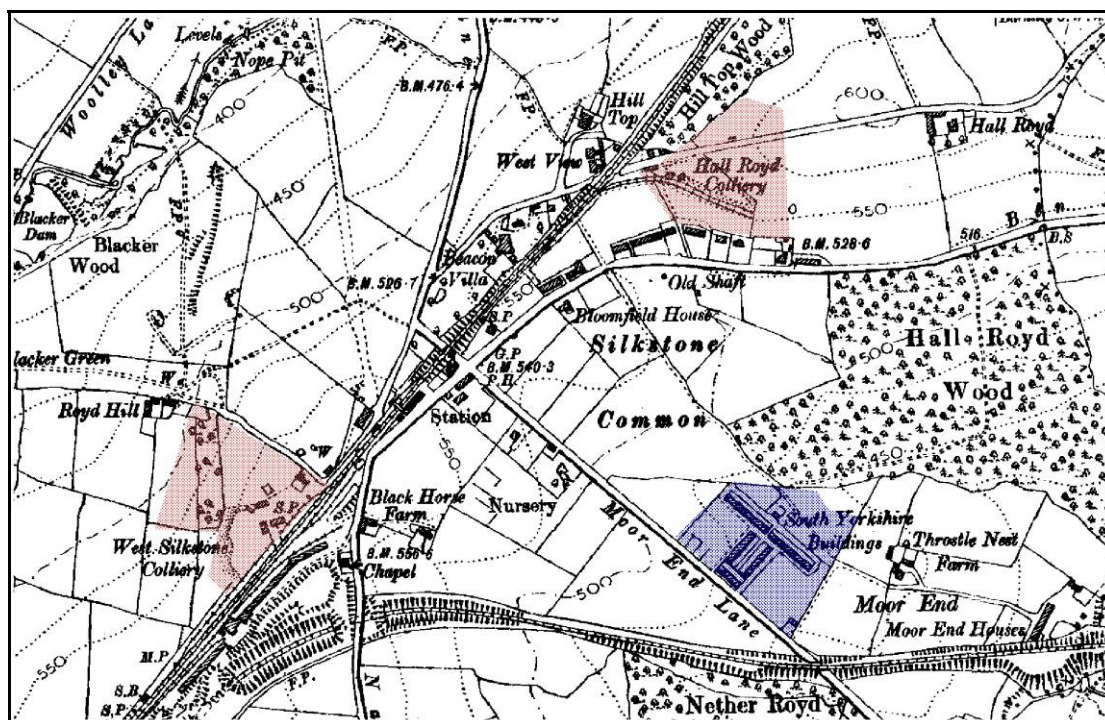 Woolley La
Levels
Nope Pit
400
450
F.P.
B.M. 476·4
F.P.
Hill
Top
West View
Hill Top Wood
F.P.
600
Hall Royd
Hall Royd
Colliery
550
B.M. 528·6
516
B.S
Blacker
Dam
Blacker
Wood
500
B.M. 526·7
Beacon
Villa
550
S.P
Old Shaft
Bloomfield House
Silkstone
Common
Hall Royd
Wood
500
450
lacker Green
W
Royd Hill
G.P
B.M. 540·3
P.H.
Station
W
S.P.
West Silkstone
Colliery
550
Nursery
Black Horse
Farm
B.M. 556·6
Chapel
Moor End Lane
500
South Yorkshire
Buildings
Throstle Nest
Farm
Moor End
Moor End Houses
M.P.
550
S.B.
S.P.
F.P.
Nether Royd